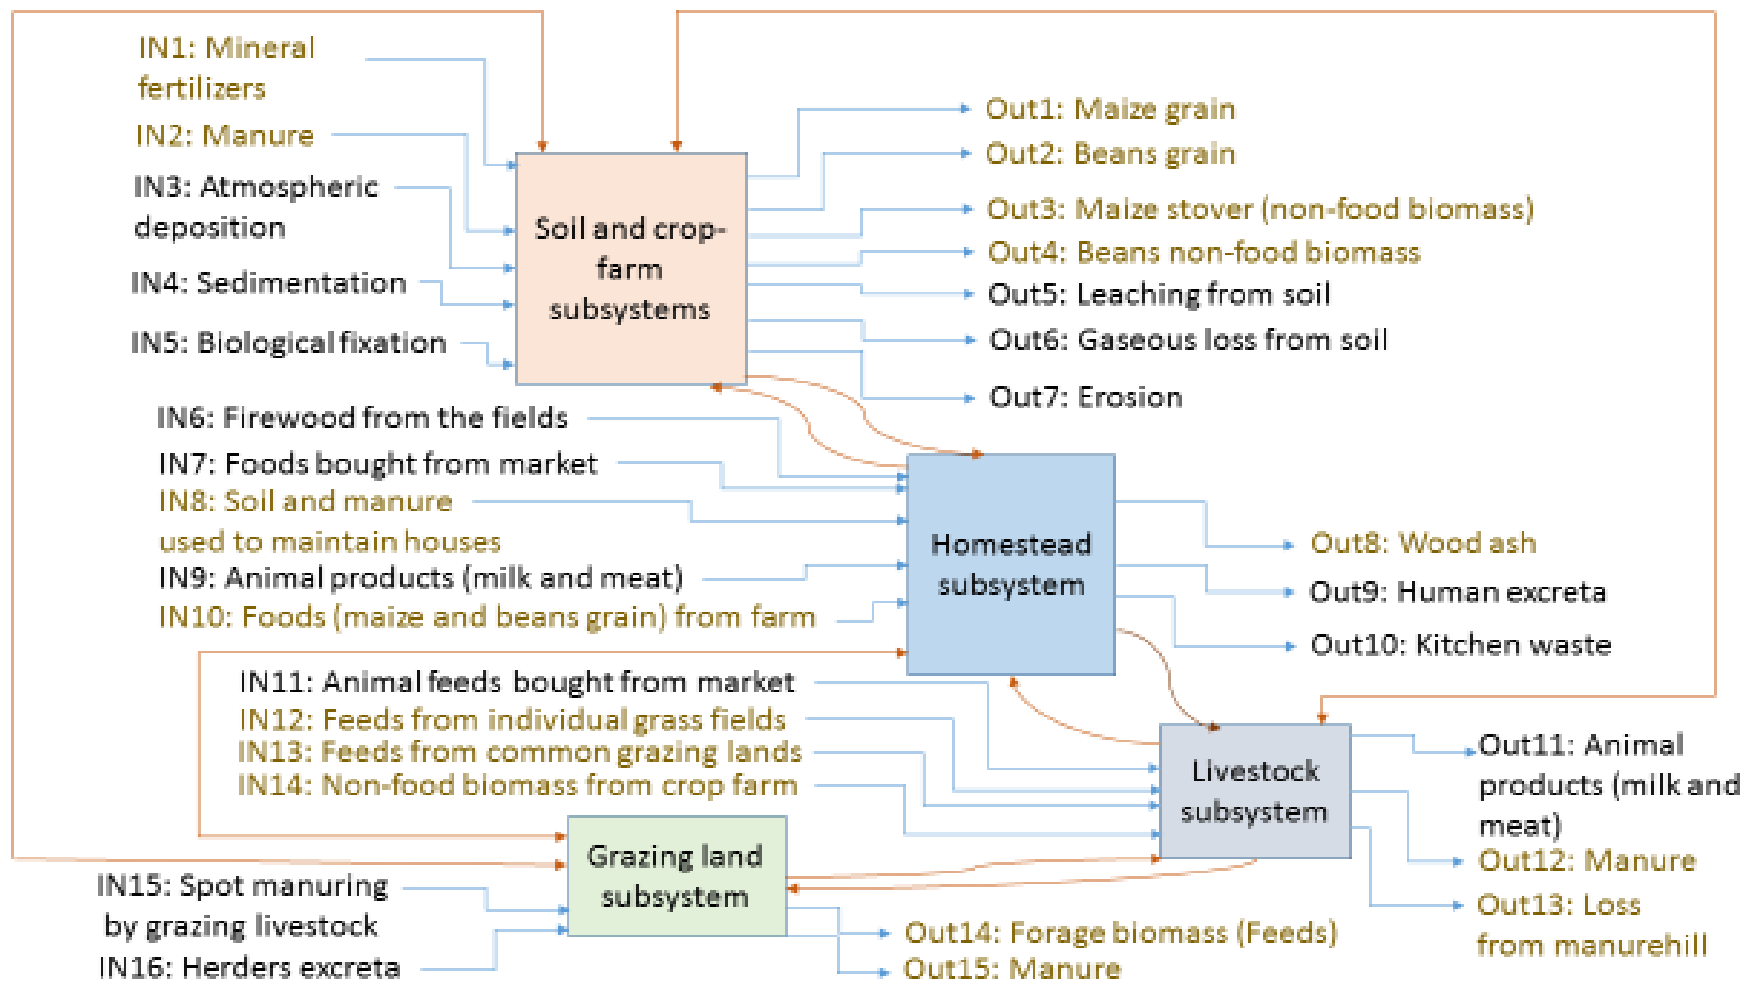 IN1: Mineral
fertilizers
IN2: Manure
IN3: Atmospheric
deposition
IN4: Sedimentation
IN5: Biological fixation
Soil and crop-
farm
subsystems
Out1: Maize grain
Out2: Beans grain
Out3: Maize stover (non-food biomass)
Out4: Beans non-food biomass
Out5: Leaching from soil
Out6: Gaseous loss from soil
Out7: Erosion
IN6: Firewood from the fields
IN7: Foods bought from market
IN8: Soil and manure
used to maintain houses
IN9: Animal products (milk and meat)
IN10: Foods (maize and beans grain) from farm
Homestead
subsystem
Out8: Wood ash
Out9: Human excreta
Out10: Kitchen waste
IN11: Animal feeds bought from market
IN12: Feeds from individual grass fields
IN13: Feeds from common grazing lands
IN14: Non-food biomass from crop farm
Livestock
subsystem
Out11: Animal
products (milk and
meat)
Out12: Manure
Out13: Loss
from manurehill
Grazing land
subsystem
IN15: Spot manuring
by grazing livestock
IN16: Herders excreta
Out14: Forage biomass (Feeds)
Out15: Manure